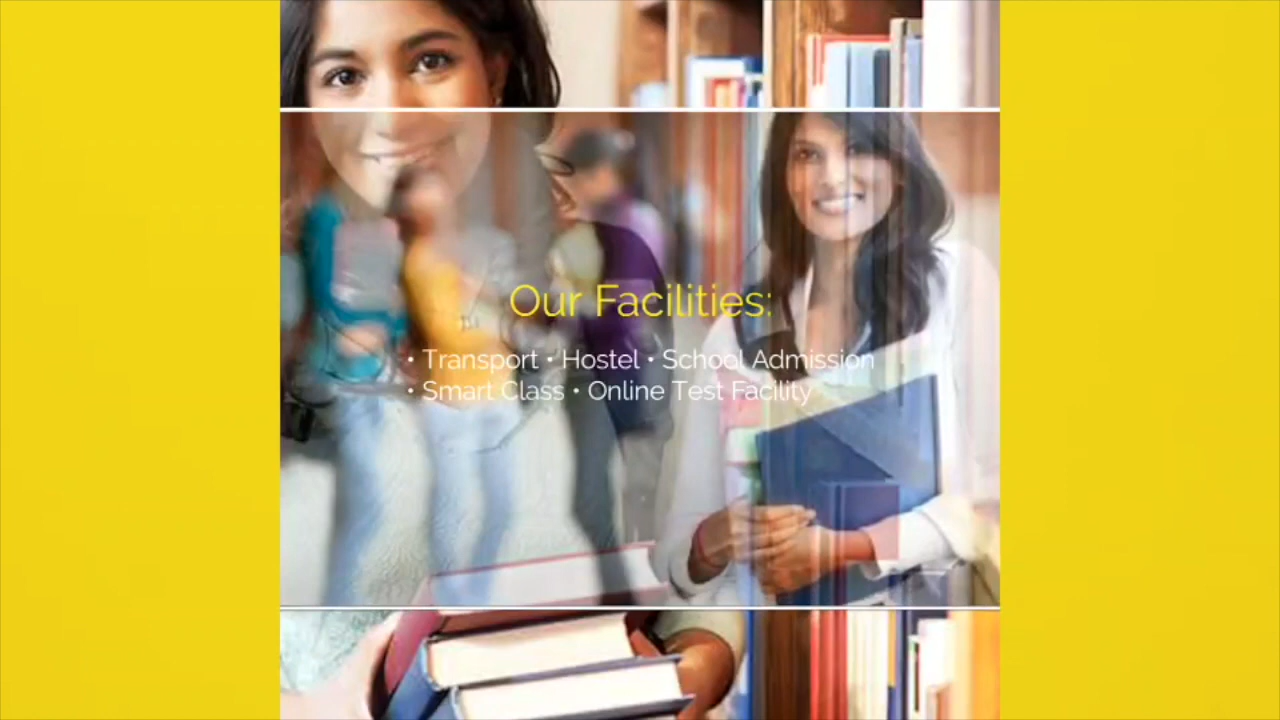 Our Facilities:
• Transport • Hostel • School Admission
• Smart Class • Online Test Facility